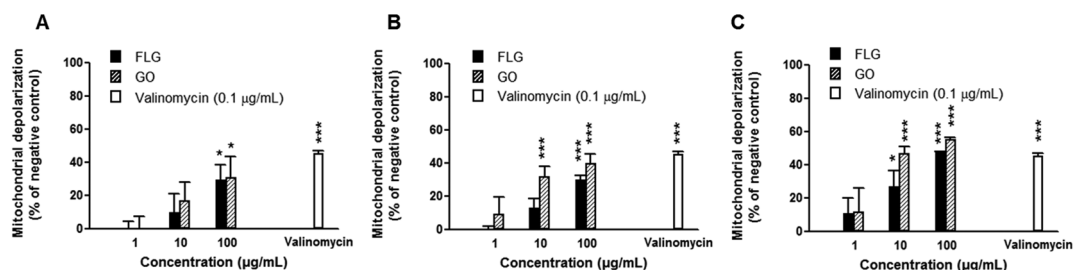 A
Mitochondrial depolarization
(% of negative control)
100
80
60
40
20
0
FLG
GO
Valinomycin (0.1 µg/mL)
* * ***
1 10 100 Valinomycin
Concentration (µg/mL)
B
Mitochondrial depolarization
(% of negative control)
100
80
60
40
20
0
FLG
GO
Valinomycin (0.1 µg/mL)
*** *** *** ***
1 10 100 Valinomycin
Concentration (µg/mL)
C
Mitochondrial depolarization
(% of negative control)
100
80
60
40
20
0
FLG
GO
Valinomycin (0.1 µg/mL)
* *** *** *** ***
1 10 100 Valinomycin
Concentration (µg/mL)